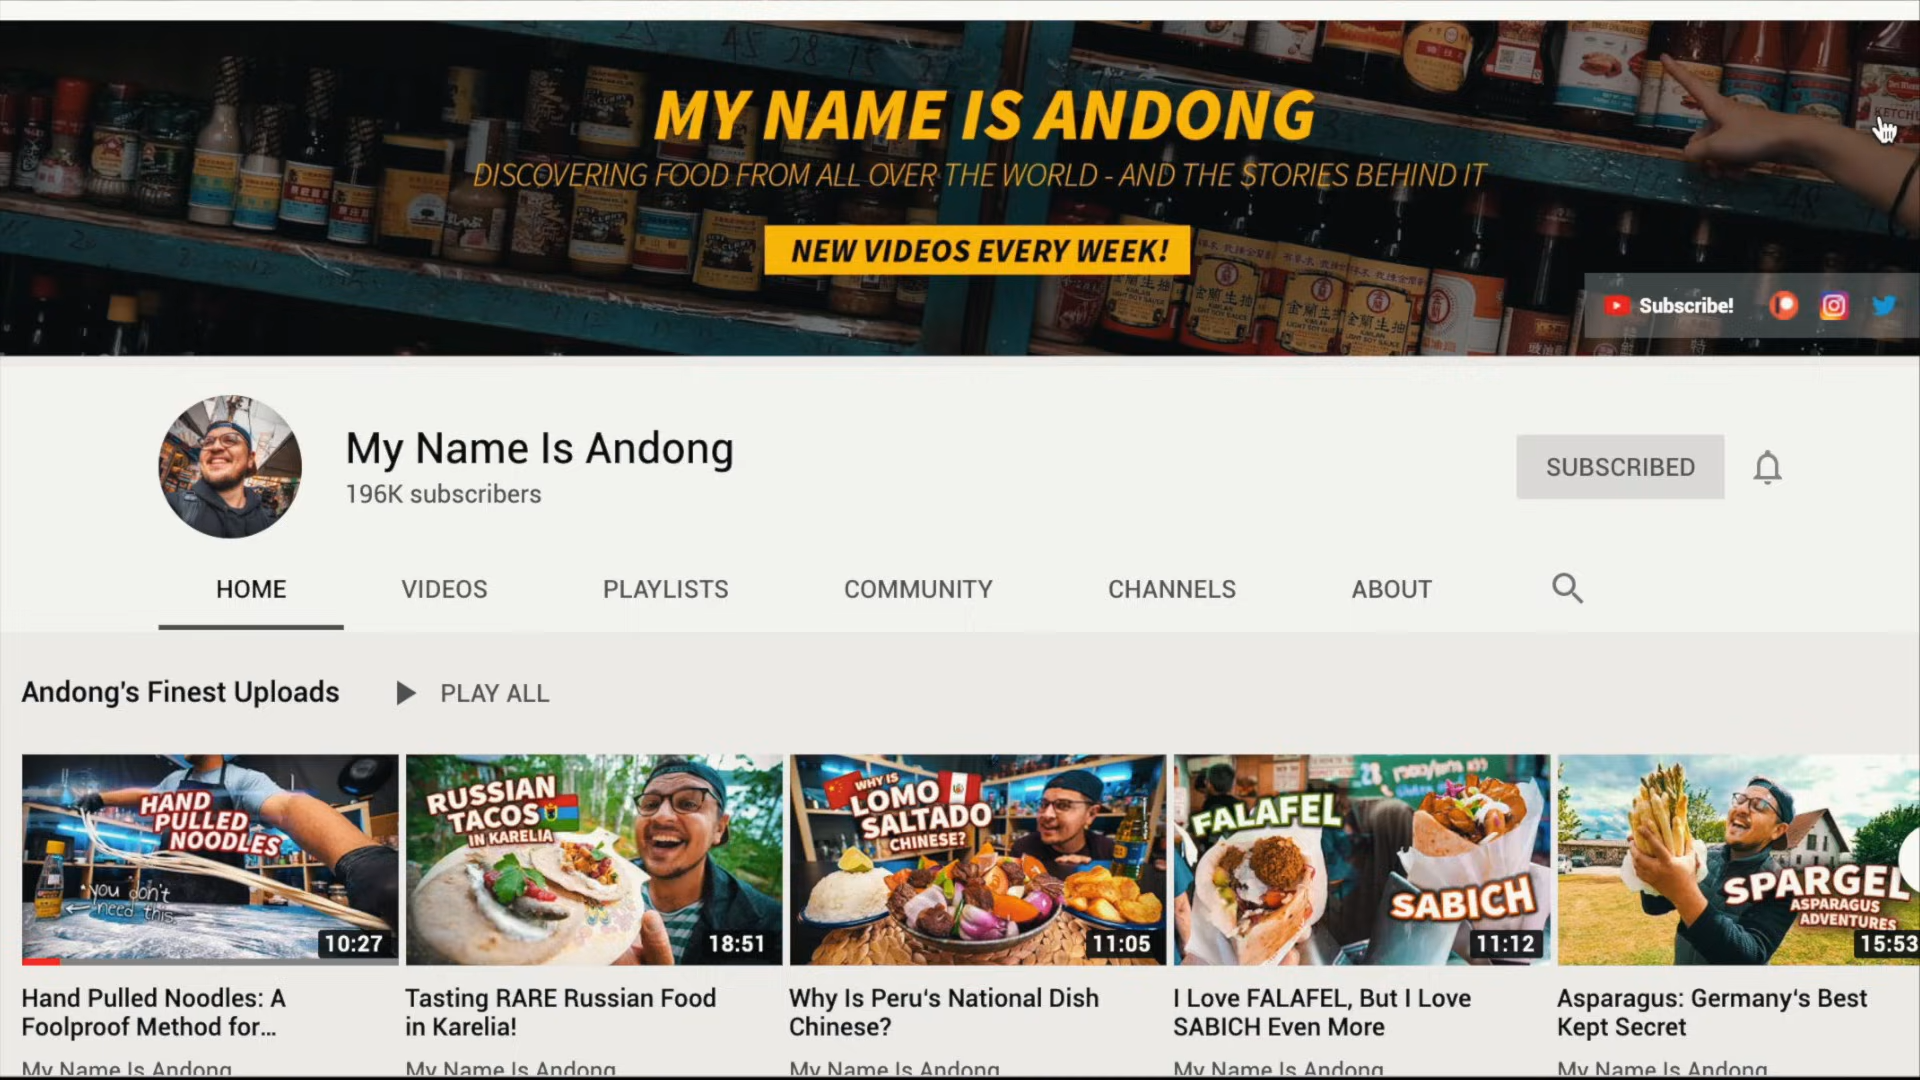 MY NAME IS ANDONG
DISCOVERING FOOD FROM ALL OVER THE WORLD - AND THE STORIES BEHIND IT
NEW VIDEOS EVERY WEEK!
Subscribe!
My Name Is Andong
196K subscribers
SUBSCRIBED
HOME
VIDEOS
PLAYLISTS
COMMUNITY
CHANNELS
ABOUT
Andong's Finest Uploads
PLAY ALL
HAND
PULLED
NOODLES
you don't
need this
10:27
RUSSIAN
TACOS
IN KARELIA
18:51
WHY IS
LOMO
SALTADO
CHINESE?
11:05
FALAFEL
SABICH
11:12
SPARGEL
ASPARAGUS
ADVENTURES
15:53
Hand Pulled Noodles: A
Foolproof Method for...
My Name Is Andong
Tasting RARE Russian Food
in Karelia!
My Name Is Andong
Why Is Peru's National Dish
Chinese?
My Name Is Andong
I Love FALAFEL, But I Love
SABICH Even More
My Name Is Andong
Asparagus: Germany's Best
Kept Secret
My Name Is Andong